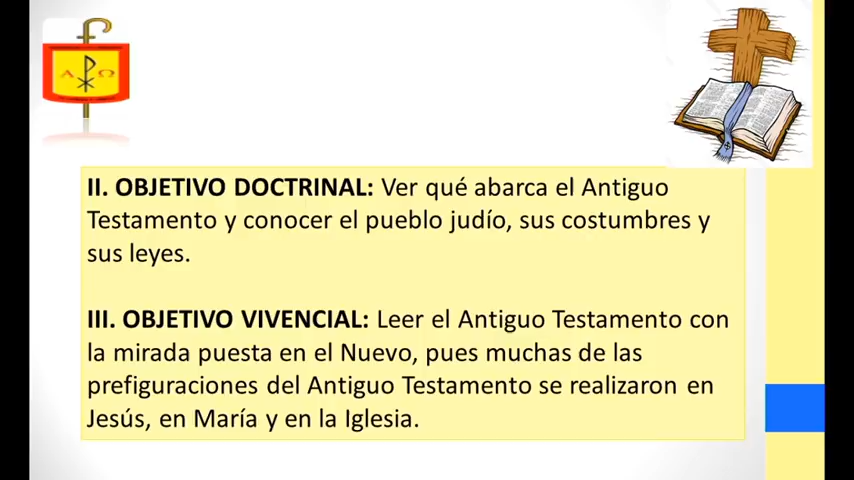 Α Ω
II. OBJETIVO DOCTRINAL: Ver qué abarca el Antiguo
Testamento y conocer el pueblo judío, sus costumbres y
sus leyes.
III. OBJETIVO VIVENCIAL: Leer el Antiguo Testamento con
la mirada puesta en el Nuevo, pues muchas de las
prefiguraciones del Antiguo Testamento se realizaron en
Jesús, en María y en la Iglesia.